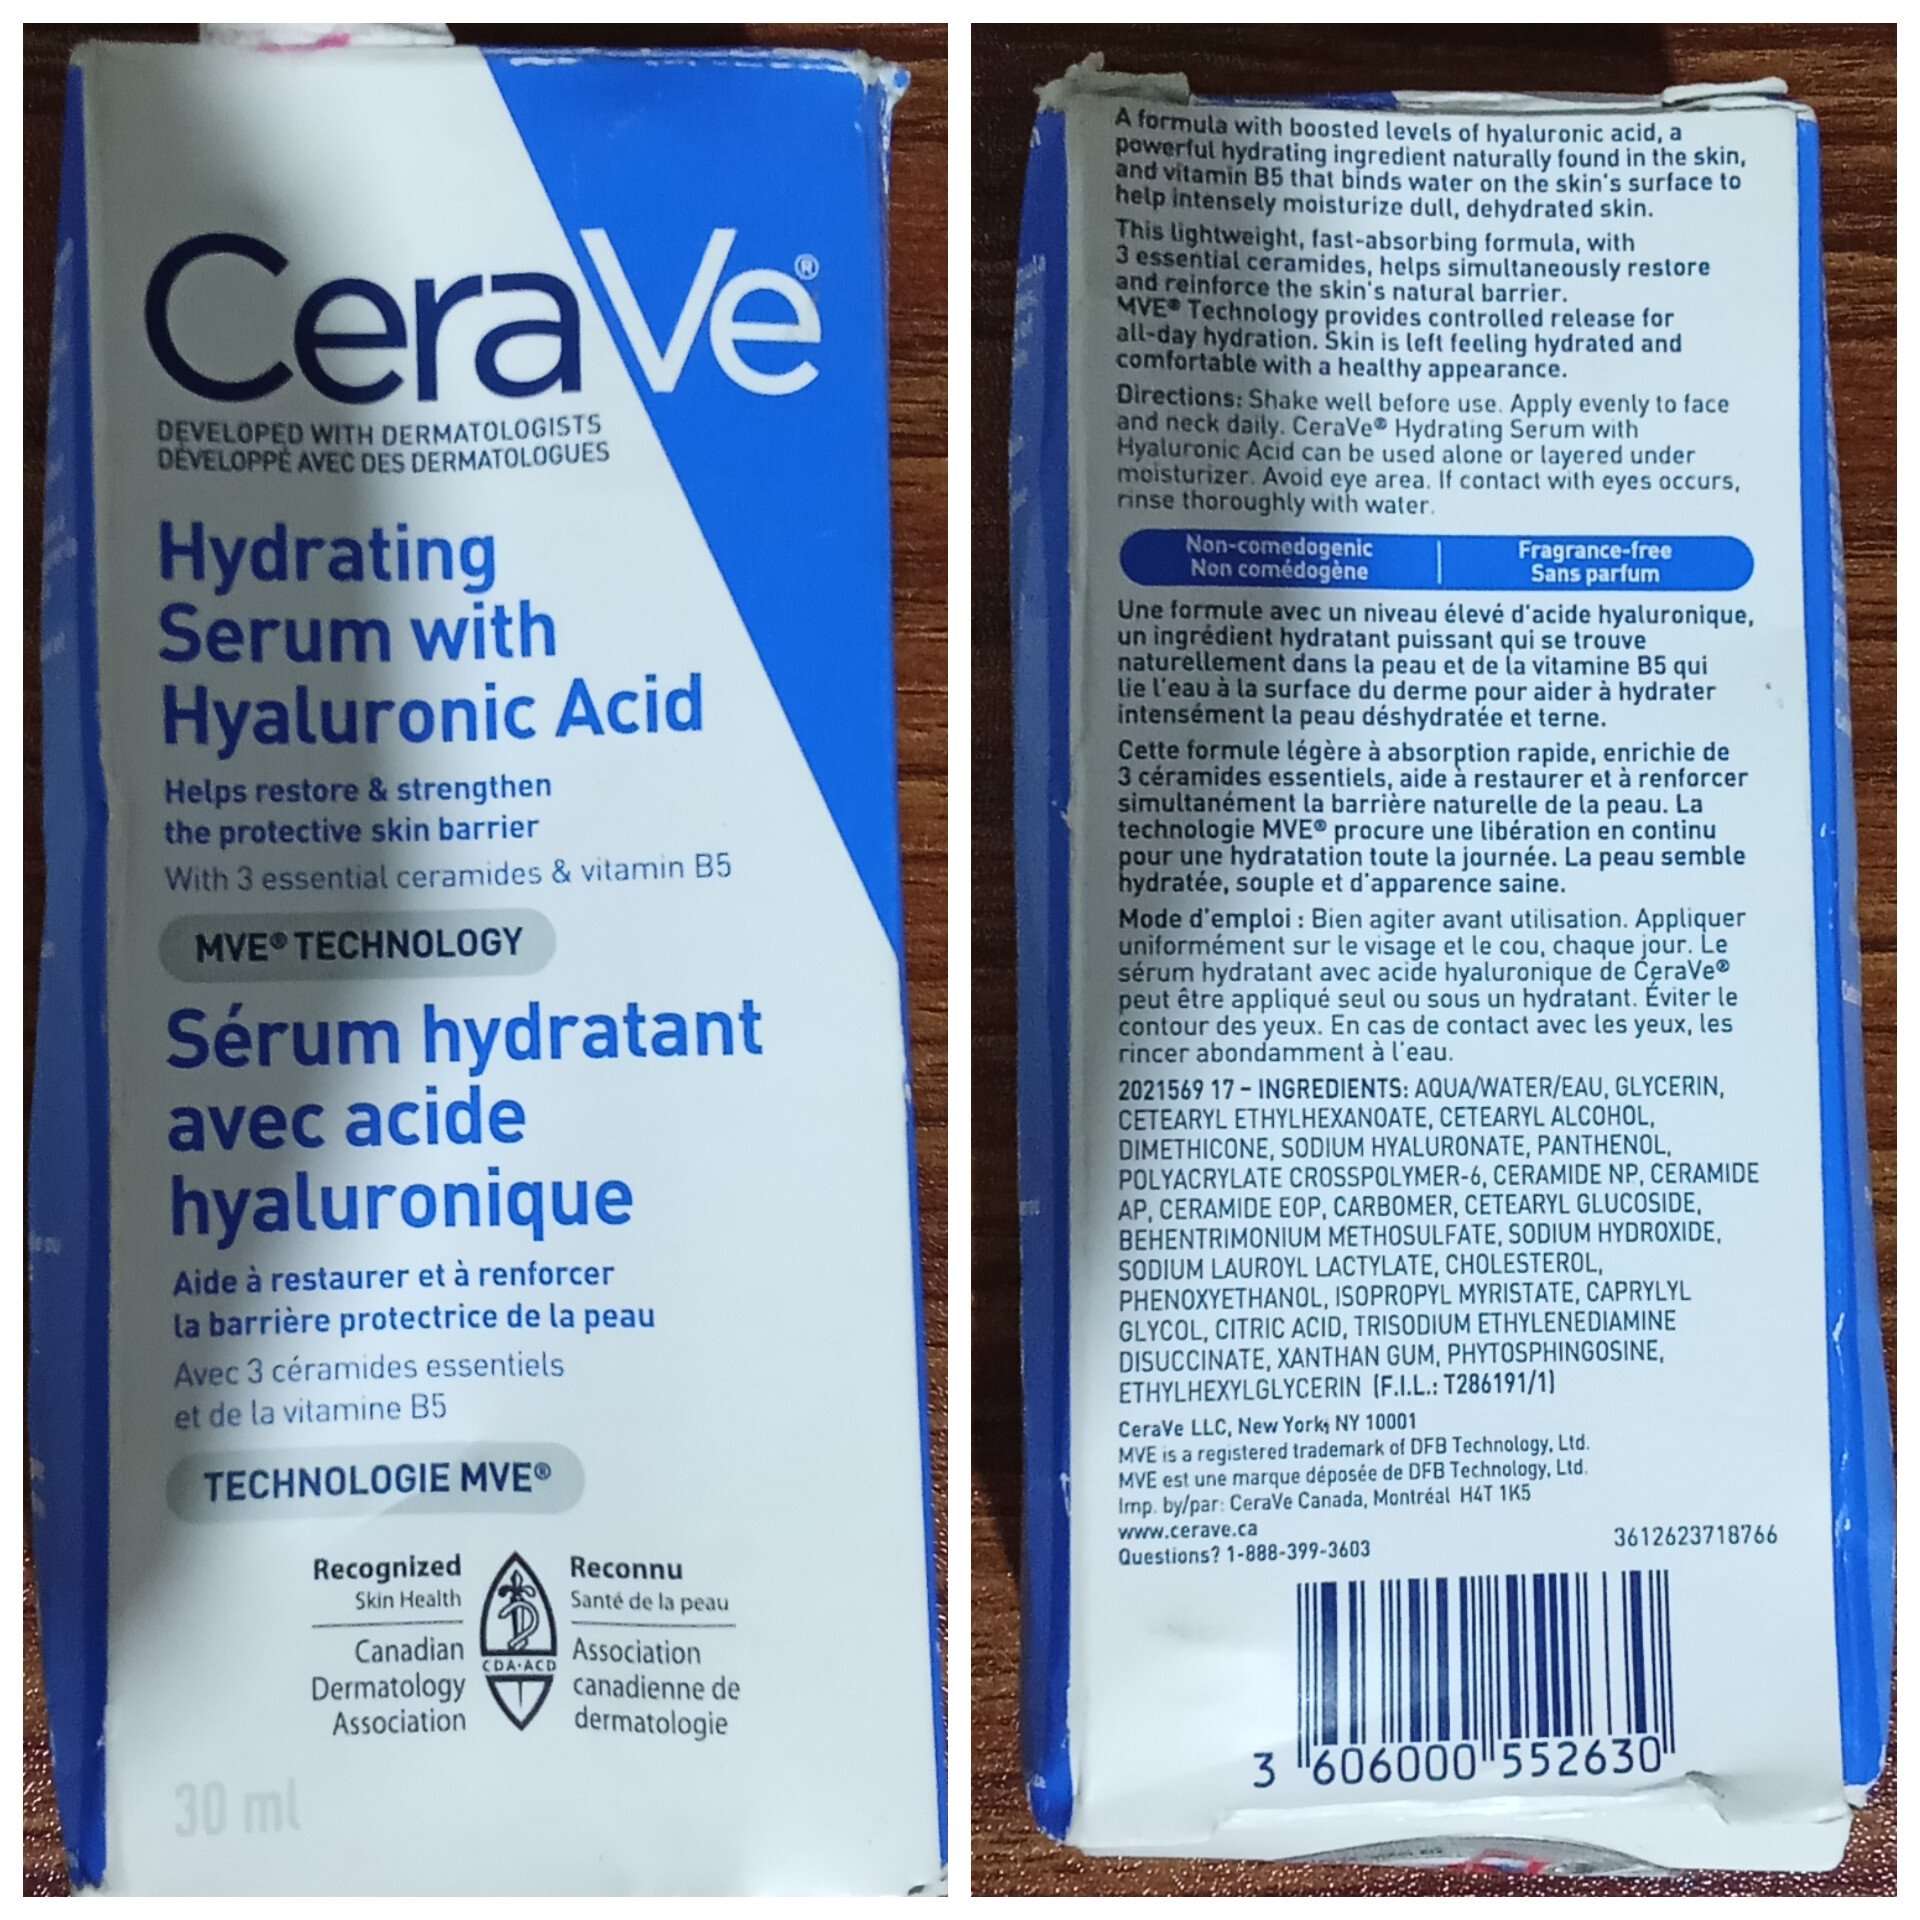 CeraVe®
DEVELOPED WITH DERMATOLOGISTS
DÉVELOPPÉ AVEC DES DERMATOLOGUES
Hydrating
Serum with
Hyaluronic Acid
Helps restore & strengthen
the protective skin barrier
With 3 essential ceramides & vitamin B5
MVE® TECHNOLOGY
Sérum hydratant
avec acide
hyaluronique
Aide à restaurer et à renforcer
la barrière protectrice de la peau
Avec 3 céramides essentiels
et de la vitamine B5
TECHNOLOGIE MVE®
Recognized
Skin Health
Canadian
Dermatology
Association
CDA·ACD
Reconnu
Santé de la peau
Association
canadienne de
dermatologie
30 ml
A formula with boosted levels of hyaluronic acid, a
powerful hydrating ingredient naturally found in the skin,
and vitamin B5 that binds water on the skin's surface to
help intensely moisturize dull, dehydrated skin.
This lightweight, fast-absorbing formula, with
3 essential ceramides, helps simultaneously restore
and reinforce the skin's natural barrier.
MVE® Technology provides controlled release for
all-day hydration. Skin is left feeling hydrated and
comfortable with a healthy appearance.
Directions: Shake well before use. Apply evenly to face
and neck daily. CeraVe® Hydrating Serum with
Hyaluronic Acid can be used alone or layered under
moisturizer. Avoid eye area. If contact with eyes occurs,
rinse thoroughly with water.
Non-comedogenic
Non comédogène
Fragrance-free
Sans parfum
Une formule avec un niveau élevé d'acide hyaluronique,
un ingrédient hydratant puissant qui se trouve
naturellement dans la peau et de la vitamine B5 qui
lie l'eau à la surface du derme pour aider à hydrater
intensément la peau déshydratée et terne.
Cette formule légère à absorption rapide, enrichie de
3 céramides essentiels, aide à restaurer et à renforcer
simultanément la barrière naturelle de la peau. La
technologie MVE® procure une libération en continu
pour une hydratation toute la journée. La peau semble
hydratée, souple et d'apparence saine.
Mode d'emploi : Bien agiter avant utilisation. Appliquer
uniformément sur le visage et le cou, chaque jour. Le
sérum hydratant avec acide hyaluronique de CeraVe®
peut être appliqué seul ou sous un hydratant. Éviter le
contour des yeux. En cas de contact avec les yeux, les
rincer abondamment à l'eau.
2021569 17 – INGREDIENTS: AQUA/WATER/EAU, GLYCERIN,
CETEARYL ETHYLHEXANOATE, CETEARYL ALCOHOL,
DIMETHICONE, SODIUM HYALURONATE, PANTHENOL,
POLYACRYLATE CROSSPOLYMER-6, CERAMIDE NP, CERAMIDE
AP, CERAMIDE EOP, CARBOMER, CETEARYL GLUCOSIDE,
BEHENTRIMONIUM METHOSULFATE, SODIUM HYDROXIDE,
SODIUM LAUROYL LACTYLATE, CHOLESTEROL,
PHENOXYETHANOL, ISOPROPYL MYRISTATE, CAPRYLYL
GLYCOL, CITRIC ACID, TRISODIUM ETHYLENEDIAMINE
DISUCCINATE, XANTHAN GUM, PHYTOSPHINGOSINE,
ETHYLHEXYLGLYCERIN (F.I.L.: T286191/1)
CeraVe LLC, New York, NY 10001
MVE is a registered trademark of DFB Technology, Ltd.
MVE est une marque déposée de DFB Technology, Ltd.
Imp. by/par: CeraVe Canada, Montréal H4T 1K5
www.cerave.ca
Questions? 1-888-399-3603
3612623718766
3 606000 552630